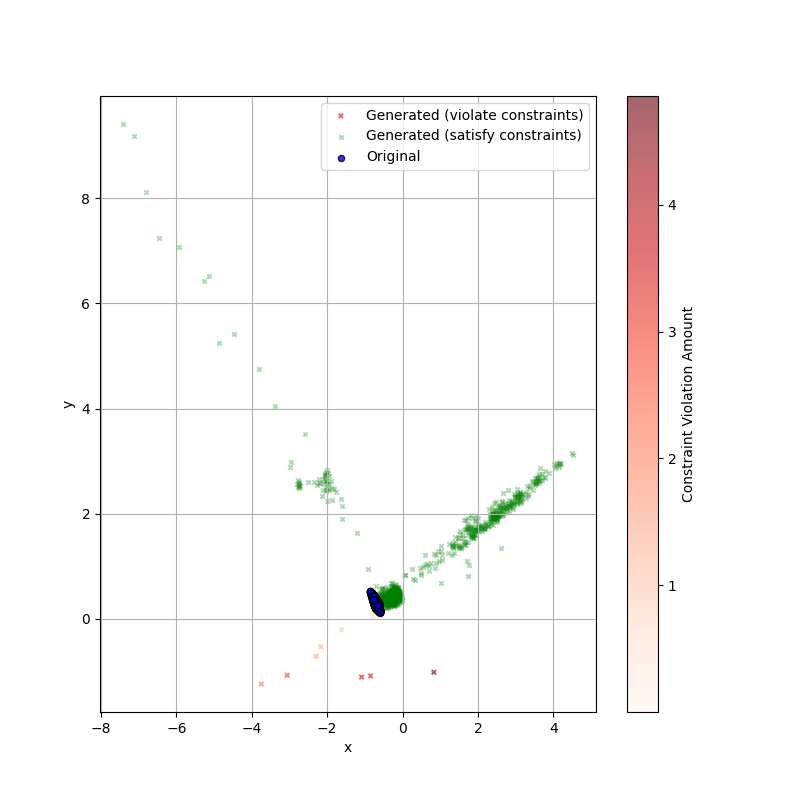 Generated (violate constraints)
Generated (satisfy constraints)
Original
8
6
4
2
0
y
−8
−6
−4
−2
0
2
4
x
4
3
2
1
Constraint Violation Amount